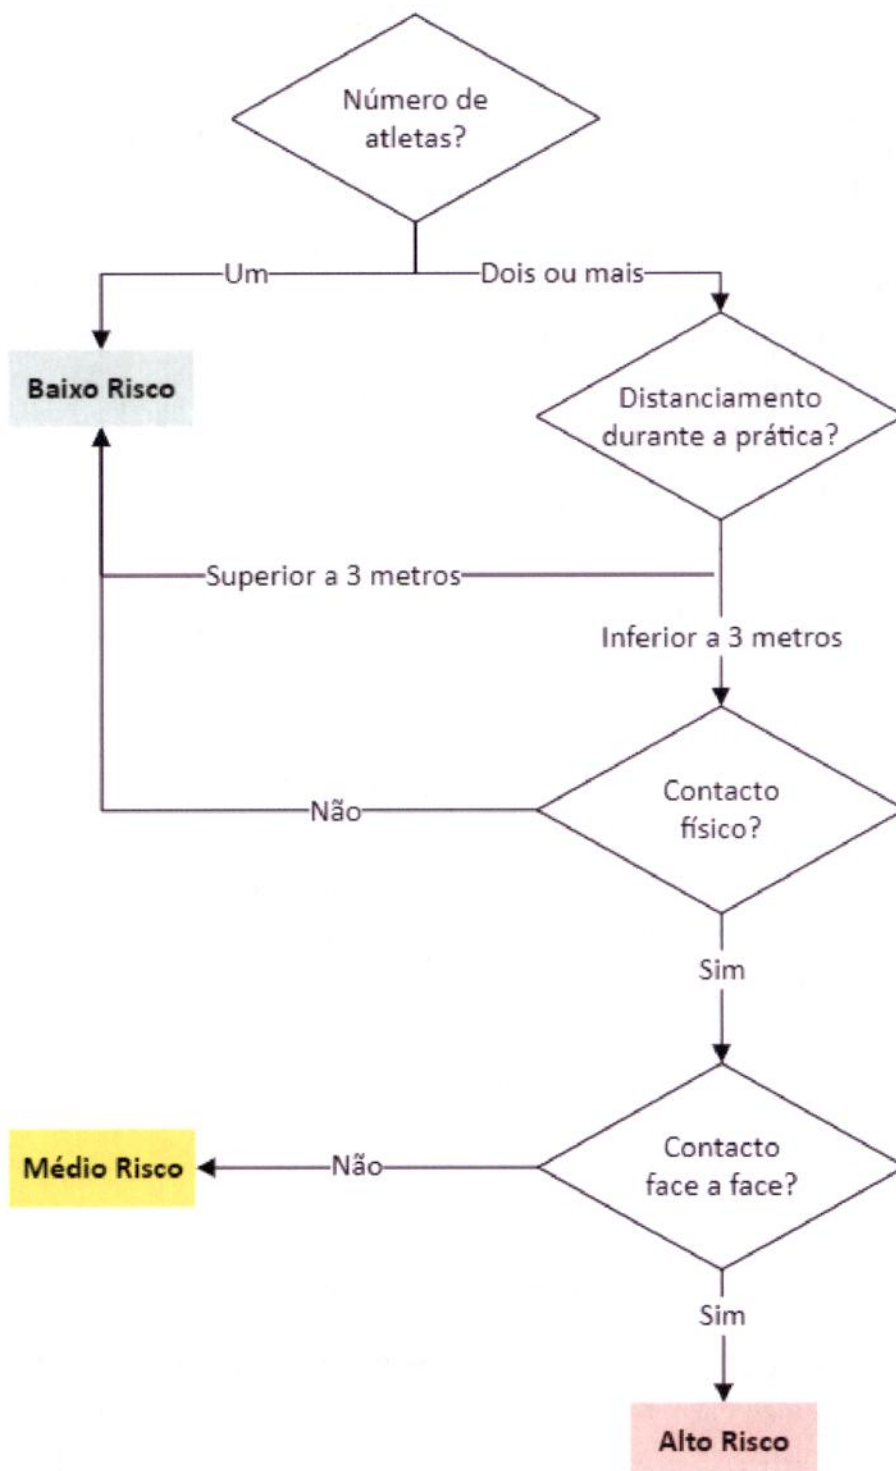 Número de
atletas?
Um
Dois ou mais
Baixo Risco
Distanciamento
durante a prática?
Superior a 3 metros
Inferior a 3 metros
Contacto
físico?
Não
Sim
Contacto
face a face?
Médio Risco
Não
Sim
Alto Risco